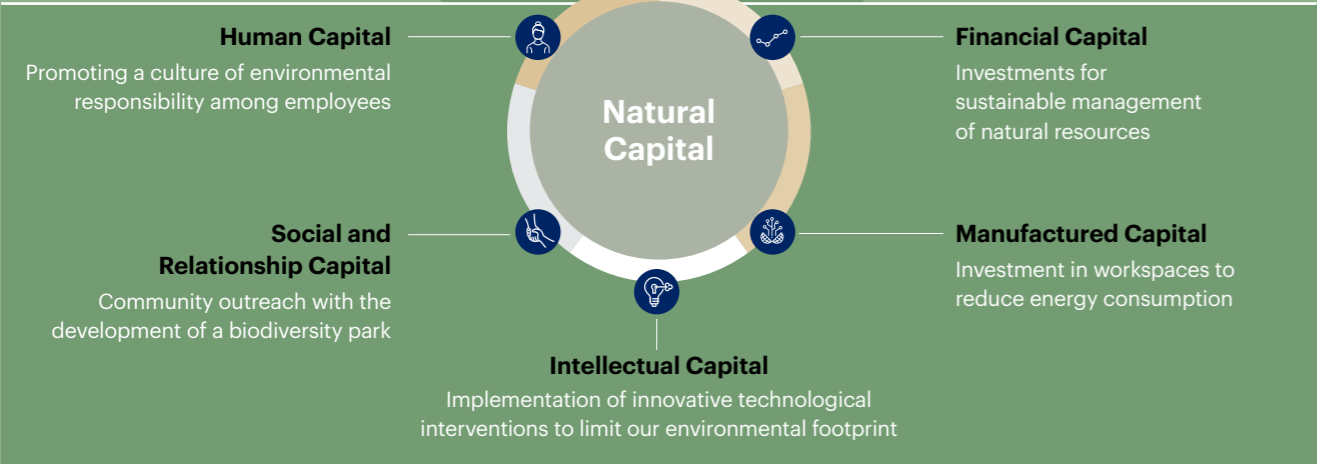 Human Capital
Promoting a culture of environmental
responsibility among employees
Financial Capital
Investments for
sustainable management
of natural resources
Natural
Capital
Social and
Relationship Capital
Community outreach with the
development of a biodiversity park
Manufactured Capital
Investment in workspaces to
reduce energy consumption
Intellectual Capital
Implementation of innovative technological
interventions to limit our environmental footprint